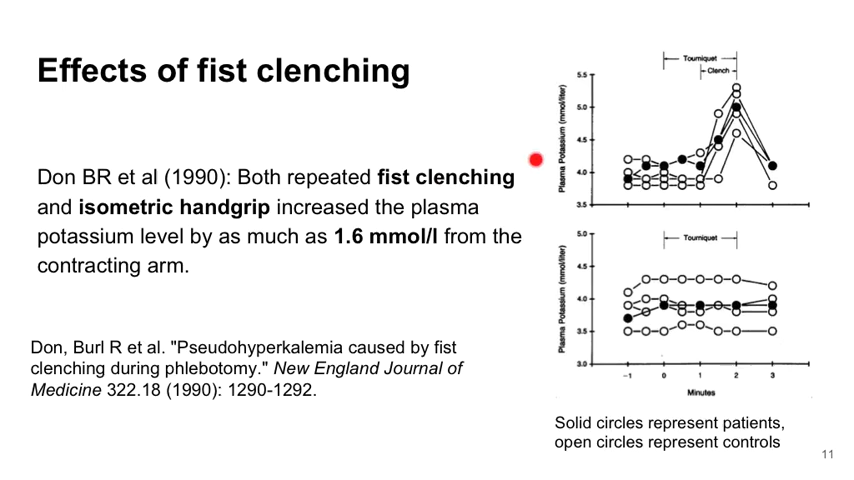 Effects of fist clenching
Don BR et al (1990): Both repeated fist clenching
and isometric handgrip increased the plasma
potassium level by as much as 1.6 mmol/l from the
contracting arm.
Don, Burl R et al. "Pseudohyperkalemia caused by fist
clenching during phlebotomy." New England Journal of
Medicine 322.18 (1990): 1290-1292.
Tourniquet
Clench
Plasma Potassium (mmol/liter)
5.5
5.0
4.5
4.0
3.5
Tourniquet
Plasma Potassium (mmol/liter)
5.0
4.5
4.0
3.5
3.0
-1 0 1 2 3
Minutes
Solid circles represent patients,
open circles represent controls
11